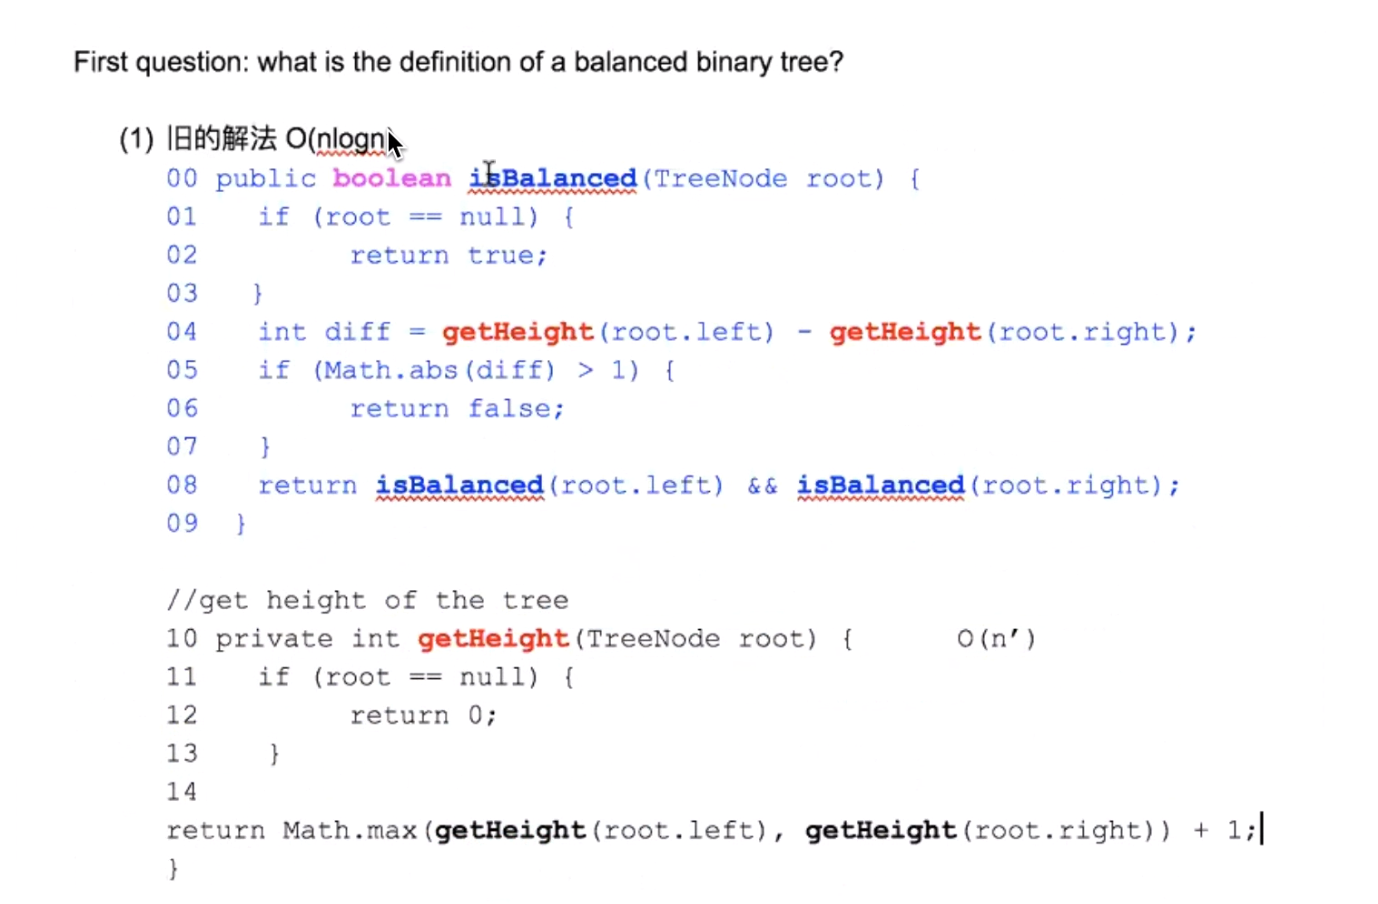 First question: what is the definition of a balanced binary tree?
(1) 旧的解法 O(nlogn
00 public boolean isBalanced(TreeNode root) {
01 if (root == null) {
02 return true;
03 }
04 int diff = getHeight(root.left) - getHeight(root.right);
05 if (Math.abs(diff) > 1) {
06 return false;
07 }
08 return isBalanced(root.left) && isBalanced(root.right);
09 }
//get height of the tree
10 private int getHeight(TreeNode root) { O(n’)
11 if (root == null) {
12 return 0;
13 }
14
return Math.max(getHeight(root.left), getHeight(root.right)) + 1;
}